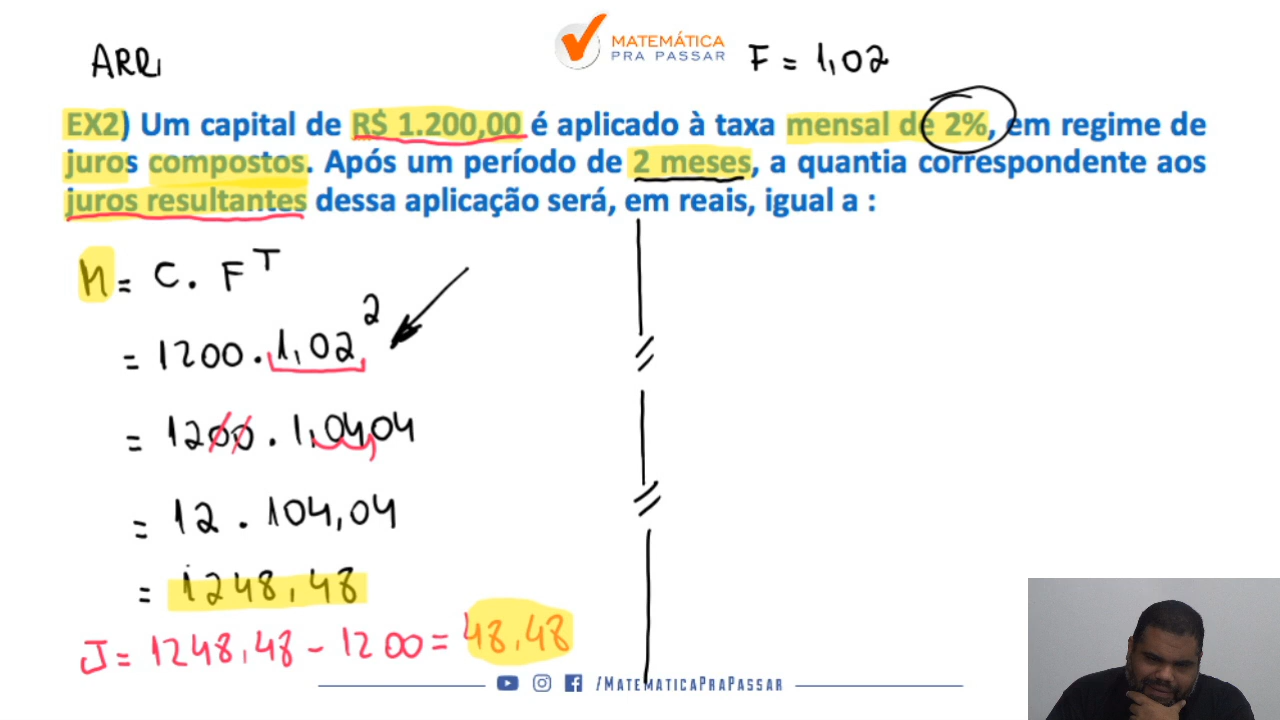 MATEMÁTICA
PRA PASSAR
ARRI
F = 1,02
EX2) Um capital de R$ 1.200,00 é aplicado à taxa mensal de 2%, em regime de
juros compostos. Após um período de 2 meses, a quantia correspondente aos
juros resultantes dessa aplicação será, em reais, igual a :
M = C. F^T
= 1200 . 1,02^2
= 1200 . 1,0404
= 12 . 104,04
= 1248,48
J = 1248,48 - 1200 = 48,48
/MATEMATICAPRAPASSAR